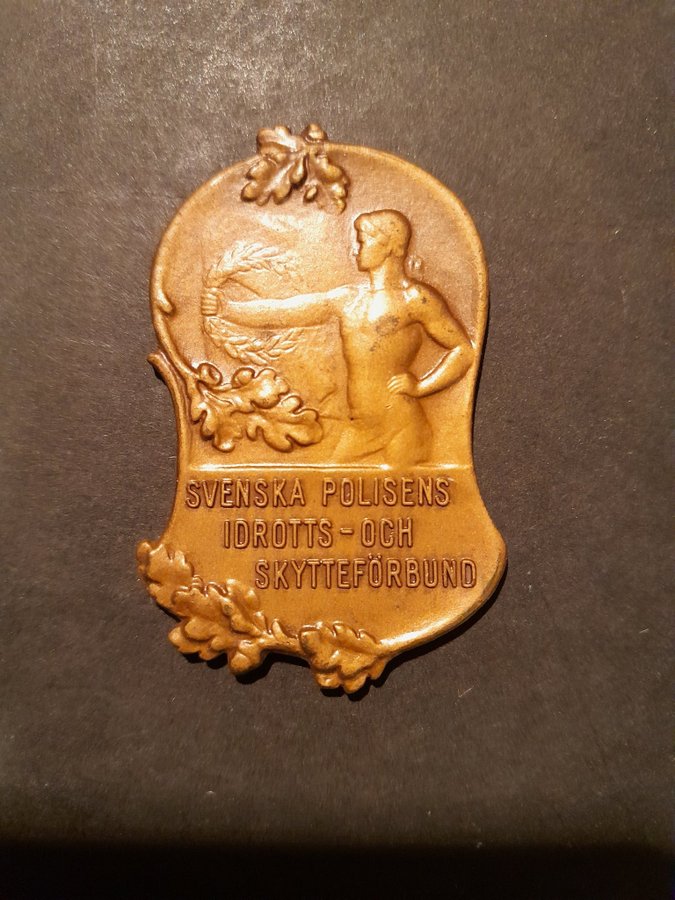 SVENSKA POLISENS
IDROTTS-OCH
SKYTTEFÖRBUND